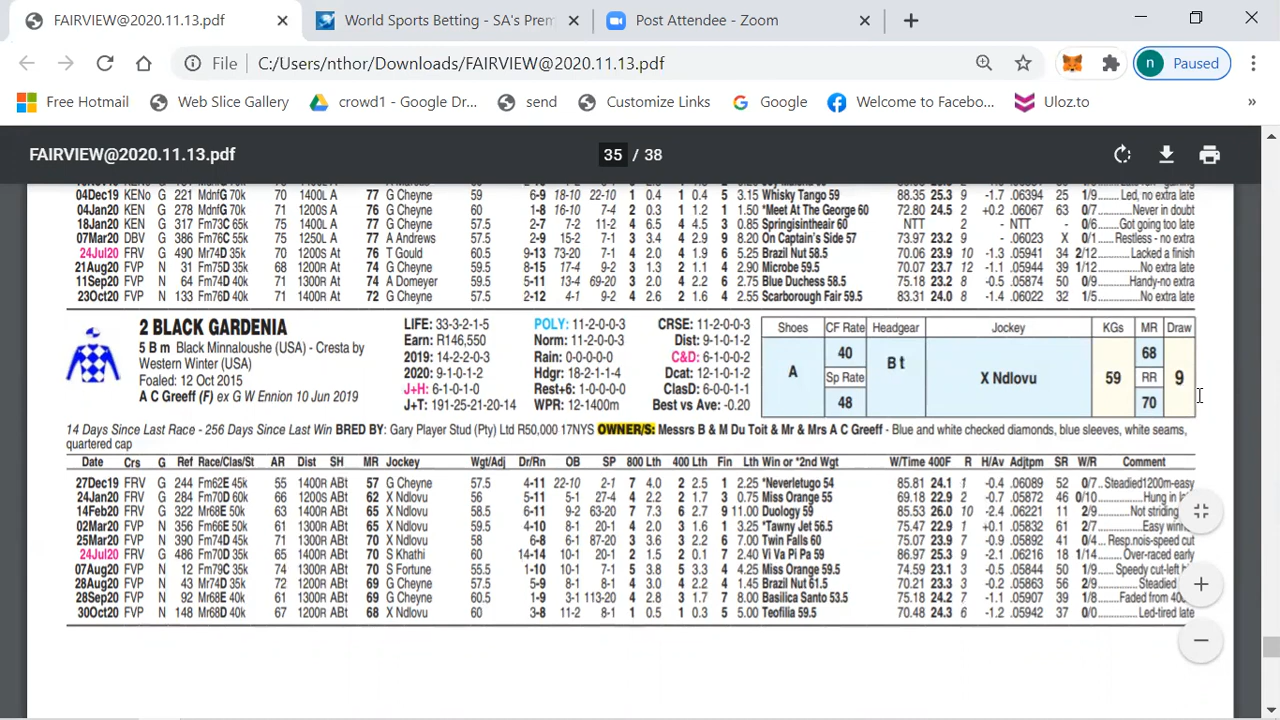 FAIRVIEW@2020.11.13.pdf
World Sports Betting - SA's Prem
Post Attendee - Zoom
File
C:/Users/nthor/Downloads/FAIRVIEW@2020.11.13.pdf
n Paused
Free Hotmail
Web Slice Gallery
crowd1 - Google Dr...
send
Customize Links
Google
Welcome to Facebo...
Uloz.to
»
FAIRVIEW@2020.11.13.pdf
35 / 38
04Dec19 KENo G 221 MdnfG 70k 75 1400L A 77 G Cheyne 60 6-9 18-10 22-10 1 0.4 1 0.4 5 3.15 Whisky Tango 59 88.35 25.3 9 -1.7 .06394 25 1/9 Led, no extra late
04Jan20 KEN G 278 MdnfG 70k 71 1200S A 76 G Cheyne 60 1-8 16-10 7-4 2 0.3 1 1.2 1 1.50 *Meet At The George 60 72.80 24.5 2 +0.2 .06067 63 0/7 Never in doubt
18Jan20 KEN G 317 Fm73C 65k 75 1400L A 77 G Cheyne 57.5 2-7 7-2 11-2 4 6.5 4 4.5 3 0.85 Springisintheair 60 NTT NTT 2 - NTT - 0/6 Got going too late
07Mar20 DBV G 386 Fm76C 55k 75 1250L A 77 A Andrews 57.5 2-9 15-2 7-1 3 3.4 4 2.9 9 8.20 On Captain's Side 57 73.97 23.2 9 - .06023 X 0/1 Restless - no extra
24Jul20 FRV G 490 Mr74D 35k 70 1200S At 76 T Gould 60.5 9-13 73-20 7-1 4 2.0 4 1.9 6 5.25 Brazil Nut 58.5 70.06 23.9 10 -1.3 .05941 34 2/12 Lacked a finish
21Aug20 FVP N 31 Fm75D 35k 68 1200R At 74 G Cheyne 59.5 8-15 17-4 9-2 3 1.3 2 1.1 4 2.90 Microbe 59.5 70.07 23.7 12 -1.1 .05944 39 1/12 No extra late
11Sep20 FVP N 64 Fm74D 40k 71 1200R At 74 A Domeyer 59.5 5-11 13-4 69-20 3 2.0 4 2.2 6 2.75 Blue Duchess 58.5 69.11 23.5 8 -0.8 .05874 50 0/9 Handy-no extra
23Oct20 FVP N 133 Fm76D 40k 71 1400R At 72 G Cheyne 57.5 2-12 4-1 9-2 4 2.6 2 1.6 4 2.55 Scarborough Fair 59.5 83.31 24.0 8 -1.4 .06022 32 1/5 No extra late
2 BLACK GARDENIA
5 B m Black Minnaloushe (USA) - Cresta by
Western Winter (USA)
Foaled: 12 Oct 2015
A C Greeff (F) ex G W Ennion 10 Jun 2019
LIFE: 33-3-2-1-5 POLY: 11-2-0-0-3 CRSE: 11-2-0-0-3
Earn: R146,550 Norm: 11-2-0-0-3 Dist: 9-1-0-1-2
2019: 14-2-2-0-3 Rain: 0-0-0-0-0 C&D: 6-1-0-0-2
2020: 9-1-0-1-2 Hdgr: 18-2-1-1-4 Dcat: 12-1-0-1-2
J+H: 6-1-0-1-0 Rest+6: 1-0-0-0-0 ClasD: 6-0-0-1-1
J+T: 191-25-21-20-14 WPR: 12-1400m Best vs Ave: -0.20
Shoes CF Rate Headgear Jockey KGs MR Draw
A 40 B t X Ndlovu 59 68 9
Sp Rate RR
48 70
14 Days Since Last Race - 256 Days Since Last Win BRED BY: Gary Player Stud (Pty) Ltd R50,000 17NYS OWNER/S: Messrs B & M Du Toit & Mr & Mrs A C Greeff - Blue and white checked diamonds, blue sleeves, white seams,
quartered cap
Date Crs G Ref Race/Clas/St AR Dist SH MR Jockey Wgt/Adj Dr/Rn OB SP 800 Lth 400 Lth Fin Lth Win or *2nd Wgt W/Time 400F R H/Av Adjtpm SR W/R Comment
27Dec19 FRV G 244 Fm62E 45k 55 1400R ABt 57 G Cheyne 57.5 4-11 22-10 2-1 7 4.0 2 2.5 1 2.25 *Neverletugo 54 85.81 24.1 1 -0.4 .06089 52 0/7 Steadied1200m-easy
24Jan20 FRV G 284 Fm70D 60k 66 1200S ABt 62 X Ndlovu 56 5-11 5-1 27-4 4 2.2 2 1.7 3 0.75 Miss Orange 55 69.18 22.9 2 -0.7 .05872 46 0/10 Hung in l
14Feb20 FRV G 322 Mr68E 50k 63 1400R ABt 65 X Ndlovu 58.5 6-11 9-2 63-20 7 7.3 6 2.7 9 11.00 Duology 59 85.53 26.0 10 -2.4 .06221 11 2/9 Not striding
02Mar20 FVP N 356 Fm66E 50k 61 1300R ABt 65 X Ndlovu 59.5 4-10 8-1 20-1 4 2.0 3 1.6 1 3.25 *Tawny Jet 56.5 75.47 22.9 1 +0.1 .05832 61 2/7 Easy winn
25Mar20 FVP N 390 Fm74D 45k 71 1300R ABt 70 X Ndlovu 58 6-8 6-1 87-20 3 3.6 3 2.2 6 7.00 Twin Falls 60 75.07 23.9 7 -0.9 .05892 41 0/4 Resp.nois-speed cut
24Jul20 FRV G 486 Mr70D 35k 65 1400R ABt 70 S Khathi 60 14-14 10-1 20-1 2 1.5 2 0.1 7 2.40 Vi Va Pi Pa 59 86.97 25.3 9 -2.1 .06216 18 1/14 Over-raced early
07Aug20 FVP N 12 Fm79C 35k 74 1300R ABt 70 S Fortune 55.5 1-10 10-1 7-1 5 3.8 5 3.3 4 4.25 Miss Orange 59.5 74.59 23.1 3 -0.5 .05844 50 1/9 Speedy cut-left b
28Aug20 FVP N 43 Mr74D 35k 72 1200R ABt 69 G Cheyne 57.5 5-9 8-1 8-1 4 3.0 4 2.2 4 1.45 Brazil Nut 61.5 70.21 23.3 2 -0.8 .05863 56 2/9 Steadied
28Sep20 FVP N 92 Mr68E 40k 61 1300R ABt 69 G Cheyne 60.5 1-9 3-1 113-20 4 2.8 3 1.7 7 8.00 Basilica Santo 53.5 75.18 24.2 7 -1.1 .05907 39 1/8 Faded from 40
30Oct20 FVP N 148 Mr68D 40k 67 1200R ABt 68 X Ndlovu 60 3-8 11-2 8-1 1 0.5 1 0.3 5 5.00 Teofilia 59.5 70.48 24.3 6 -1.2 .05942 37 0/0 Led-tired late